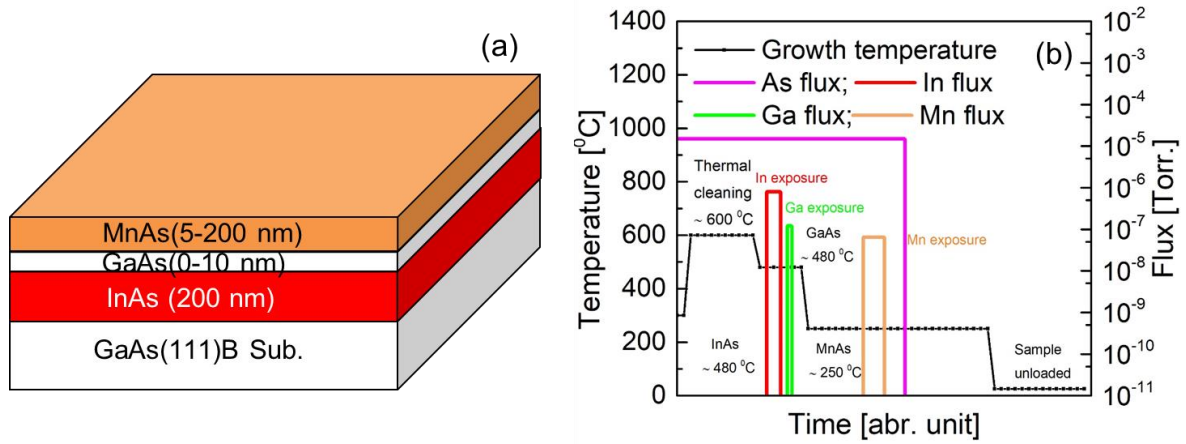 (a)
MnAs(5-200 nm)
GaAs(0-10 nm)
InAs (200 nm)
GaAs(111)B Sub.
(b)
Growth temperature
As flux; In flux
Ga flux; Mn flux
Temperature [⁰C]
1400
1200
1000
800
600
400
200
0
Thermal
cleaning
~ 600 ⁰C
In exposure
Ga exposure
GaAs
~ 480 ⁰C
Mn exposure
InAs
~ 480 ⁰C
MnAs
~ 250 ⁰C
Sample
unloaded
Time [abr. unit]
10⁻²
10⁻³
10⁻⁴
10⁻⁵
10⁻⁶
10⁻⁷
10⁻⁸
10⁻⁹
10⁻¹⁰
10⁻¹¹
Flux [Torr.]